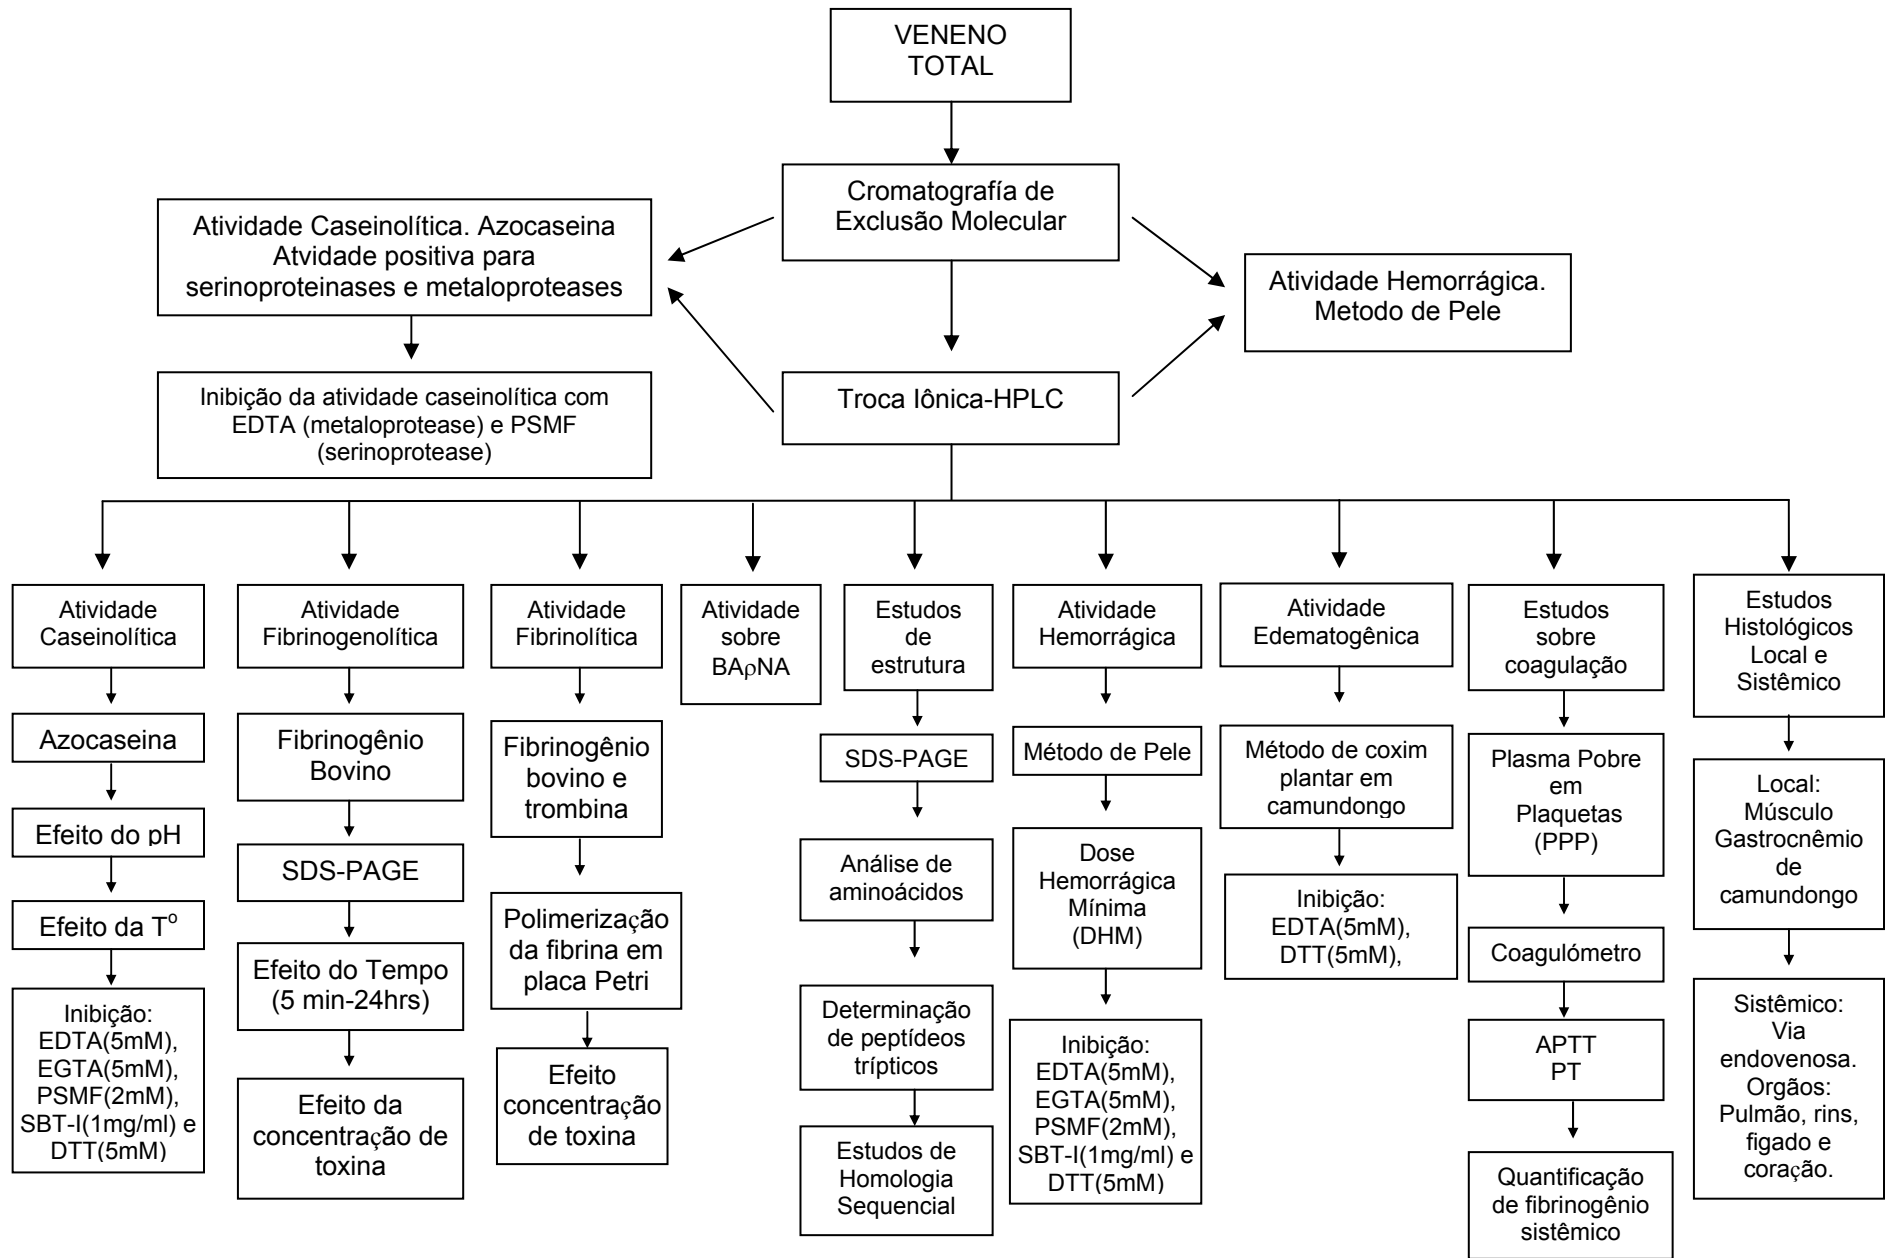 VENENO
TOTAL
Cromatografía de
Exclusão Molecular
Atividade Caseinolítica. Azocaseina
Atvidade positiva para
serinoproteinases e metaloproteases
Atividade Hemorrágica.
Metodo de Pele
Inibição da atividade caseinolítica com
EDTA (metaloprotease) e PSMF
(serinoprotease)
Troca Iônica-HPLC
Atividade
Caseinolítica
Azocaseina
Efeito do pH
Efeito da Tº
Inibição:
EDTA(5mM),
EGTA(5mM),
PSMF(2mM),
SBT-I(1mg/ml) e
DTT(5mM)
Atividade
Fibrinogenolítica
Fibrinogênio
Bovino
SDS-PAGE
Efeito do Tempo
(5 min-24hrs)
Efeito da
concentração de
toxina
Atividade
Fibrinolítica
Fibrinogênio
bovino e
trombina
Polimerização
da fibrina em
placa Petri
Efeito
concentração
de toxina
Atividade
sobre
BAρNA
Estudos
de
estrutura
SDS-PAGE
Análise de
aminoácidos
Determinação
de peptídeos
trípticos
Estudos de
Homologia
Sequencial
Atividade
Hemorrágica
Método de Pele
Dose
Hemorrágica
Mínima
(DHM)
Inibição:
EDTA(5mM),
EGTA(5mM),
PSMF(2mM),
SBT-I(1mg/ml) e
DTT(5mM)
Atividade
Edematogênica
Método de coxim
plantar em
camundongo
Inibição:
EDTA(5mM),
DTT(5mM),
Estudos
sobre
coagulação
Plasma Pobre
em
Plaquetas
(PPP)
Coagulómetro
APTT
PT
Quantificação
de fibrinogênio
sistêmico
Estudos
Histológicos
Local e
Sistêmico
Local:
Músculo
Gastrocnêmio
de
camundongo
Sistêmico:
Via
endovenosa.
Orgãos:
Pulmão, rins,
figado e
coração.